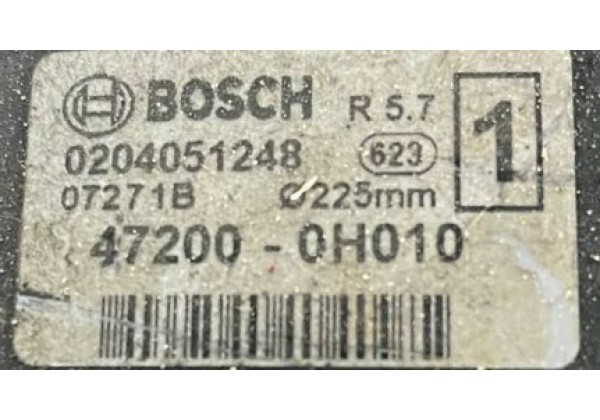 BOSCH R 5.7 1
0204051248 623
07271B Ø225mm
47200 - 0H010